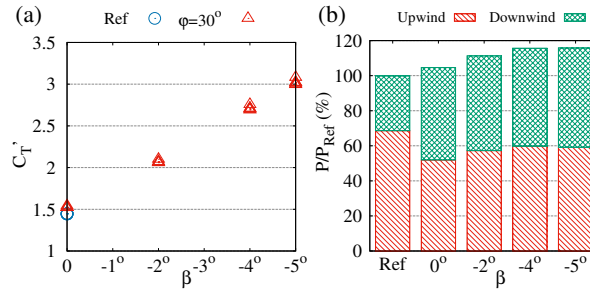 (a) Ref φ=30°
C_T'
3.5
3
2.5
2
1.5
1
0 -1° -2° -3° -4° -5°
β
(b) Upwind Downwind
P/P_Ref (%)
120
100
80
60
40
20
0
Ref 0° -2° -4° -5°
β